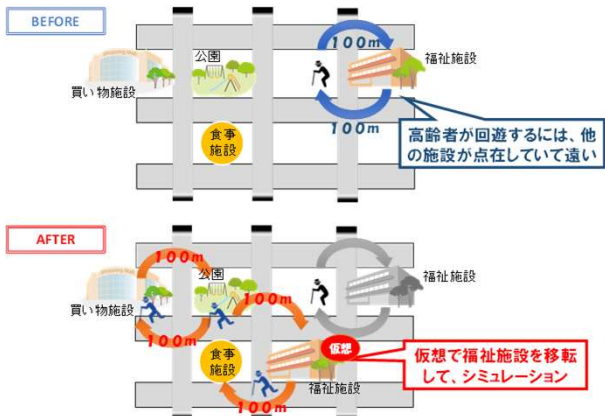 BEFORE
100m
公園
福祉施設
買い物施設
100m
食事
施設
高齢者が回遊するには、他
の施設が点在していて遠い
AFTER
100m
公園
福祉施設
100m
買い物施設
100m
仮想
食事
施設
福祉施設
仮想で福祉施設を移転
して、シミュレーション
100m